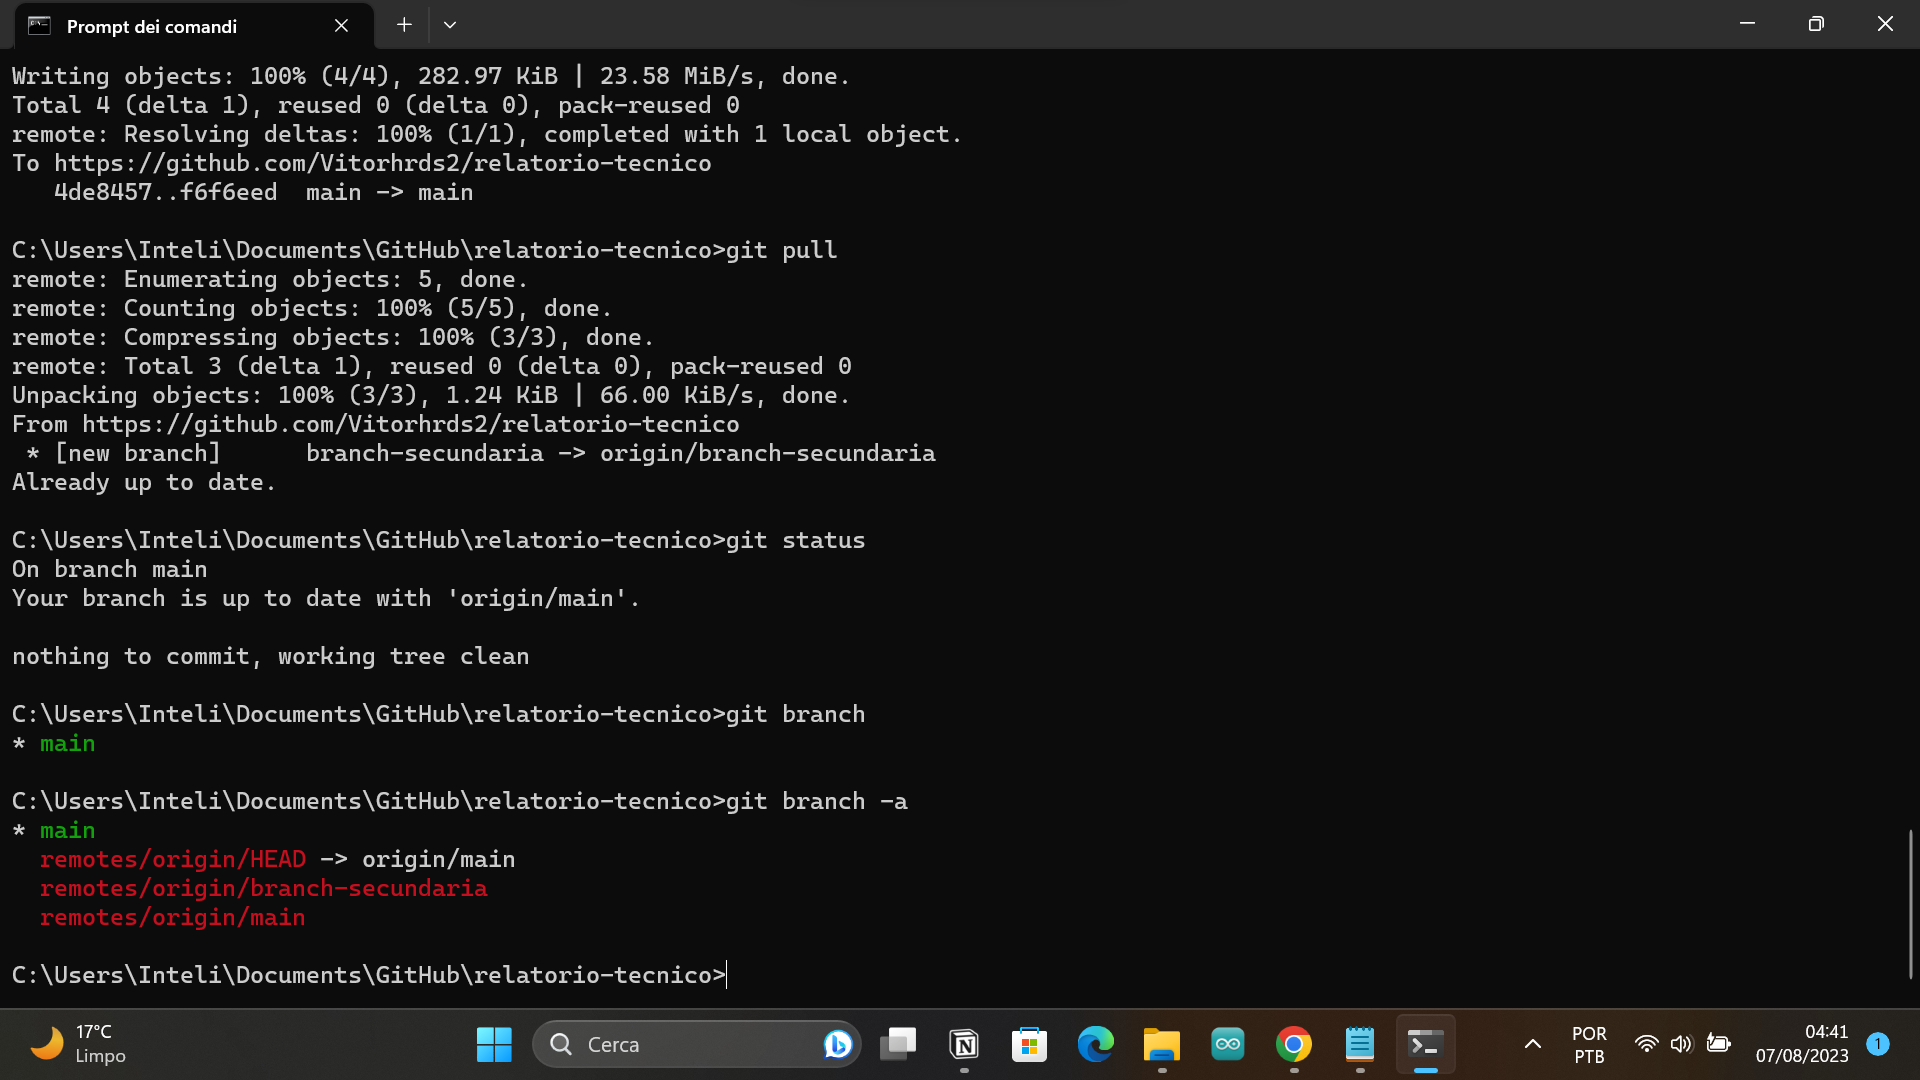 Prompt dei comandi
Writing objects: 100% (4/4), 282.97 KiB | 23.58 MiB/s, done.
Total 4 (delta 1), reused 0 (delta 0), pack-reused 0
remote: Resolving deltas: 100% (1/1), completed with 1 local object.
To https://github.com/Vitorhrds2/relatorio-tecnico
   4de8457..f6f6eed  main -> main
C:\Users\Inteli\Documents\GitHub\relatorio-tecnico>git pull
remote: Enumerating objects: 5, done.
remote: Counting objects: 100% (5/5), done.
remote: Compressing objects: 100% (3/3), done.
remote: Total 3 (delta 1), reused 0 (delta 0), pack-reused 0
Unpacking objects: 100% (3/3), 1.24 KiB | 66.00 KiB/s, done.
From https://github.com/Vitorhrds2/relatorio-tecnico
 * [new branch]      branch-secundaria -> origin/branch-secundaria
Already up to date.
C:\Users\Inteli\Documents\GitHub\relatorio-tecnico>git status
On branch main
Your branch is up to date with 'origin/main'.
nothing to commit, working tree clean
C:\Users\Inteli\Documents\GitHub\relatorio-tecnico>git branch
* main
C:\Users\Inteli\Documents\GitHub\relatorio-tecnico>git branch -a
* main
  remotes/origin/HEAD -> origin/main
  remotes/origin/branch-secundaria
  remotes/origin/main
C:\Users\Inteli\Documents\GitHub\relatorio-tecnico>
17°C
Limpo
Cerca
POR
PTB
04:41
07/08/2023
1